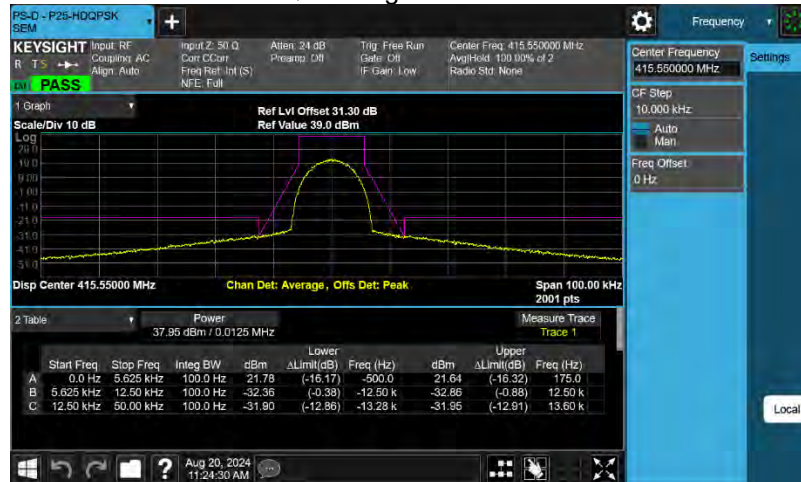 PS-D - P25-HDQPSK
SEM
Frequency
KEYSIGHT Input: RF Input Z: 50 Ω Atten: 24 dB Trig: Free Run Center Freq: 415.550000 MHz
R T S Coupling: AC Corr CCorr Preamp: Off Gate: Off Avg|Hold: 100.00% of 2
Align: Auto Freq Ref: Int (S) IF Gain: Low Radio Std: None
PASS NFE: Full
Center Frequency
415.550000 MHz
Settings
CF Step
10.000 kHz
Auto
Man
Freq Offset
0 Hz
1 Graph
Ref Lvl Offset 31.30 dB
Scale/Div 10 dB Ref Value 39.0 dBm
Log
29.0
19.0
9.00
-1.00
-11.0
-21.0
-31.0
-41.0
-51.0
Disp Center 415.55000 MHz Chan Det: Average, Offs Det: Peak Span 100.00 kHz
2001 pts
2 Table Power Measure Trace
37.95 dBm / 0.0125 MHz Trace 1
Lower Upper
Start Freq Stop Freq Integ BW dBm ΔLimit(dB) Freq (Hz) dBm ΔLimit(dB) Freq (Hz)
A 0.0 Hz 5.625 kHz 100.0 Hz 21.78 (-16.17) -500.0 21.64 (-16.32) 175.0
B 5.625 kHz 12.50 kHz 100.0 Hz -32.36 (-0.38) -12.50 k -32.86 (-0.88) 12.50 k
C 12.50 kHz 50.00 kHz 100.0 Hz -31.90 (-12.86) -13.28 k -31.95 (-12.91) 13.60 k
Local
? Aug 20, 2024
11:24:30 AM